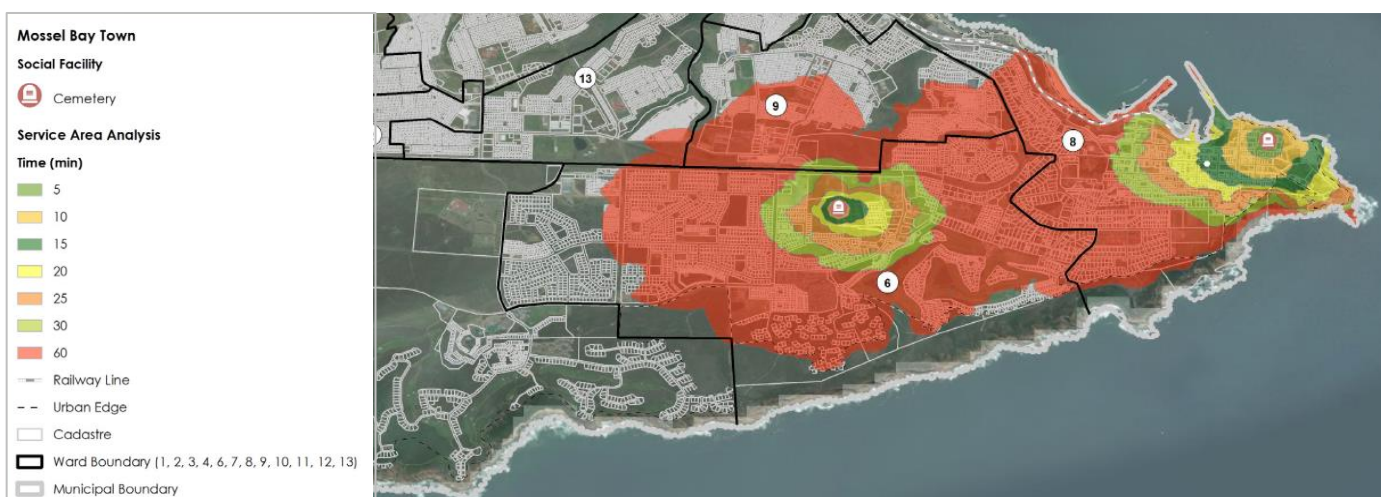 Mossel Bay Town
Social Facility
Cemetery
Service Area Analysis
Time (min)
5
10
15
20
25
30
60
Railway Line
Urban Edge
Cadastre
Ward Boundary (1, 2, 3, 4, 6, 7, 8, 9, 10, 11, 12, 13)
Municipal Boundary
13
9
8
6